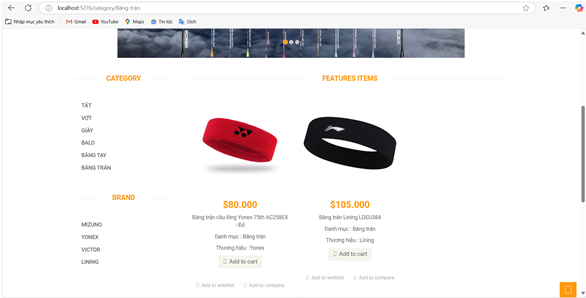 localhost:5276/category/Băng-trán
Nhập mục yêu thích
Gmail
YouTube
Maps
Tin tức
Dịch
CATEGORY
TẤT
VỢT
GIÀY
BALO
BĂNG TAY
BĂNG TRÁN
BRAND
MIZUNO
YONEX
VICTOR
LINING
FEATURES ITEMS
$80.000
Băng trán cầu lông Yonex 75th AC258EX
- Đỏ
Danh mục : Băng trán
Thương hiệu : Yonex
Add to cart
Add to wishlist
Add to compare
$105.000
Băng trán Lining LDEU384
Danh mục : Băng trán
Thương hiệu : Lining
Add to cart
Add to wishlist
Add to compare